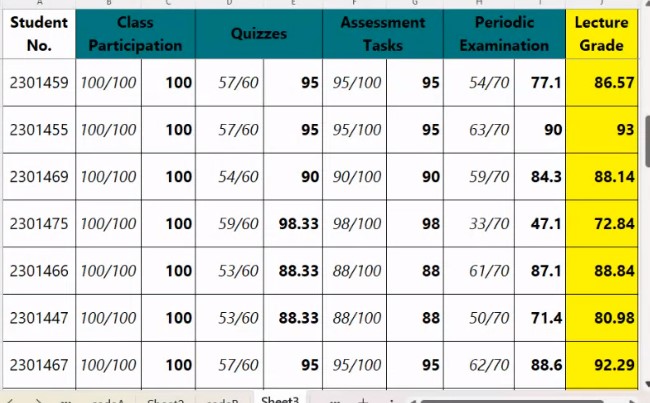 Student No. Class Participation Quizzes Assessment Tasks Periodic Examination Lecture Grade
2301459 100/100 100 57/60 95 95/100 95 54/70 77.1 86.57
2301455 100/100 100 57/60 95 95/100 95 63/70 90 93
2301469 100/100 100 54/60 90 90/100 90 59/70 84.3 88.14
2301475 100/100 100 59/60 98.33 98/100 98 33/70 47.1 72.84
2301466 100/100 100 53/60 88.33 88/100 88 61/70 87.1 88.84
2301447 100/100 100 53/60 88.33 88/100 88 50/70 71.4 80.98
2301467 100/100 100 57/60 95 95/100 95 62/70 88.6 92.29
Sheet3